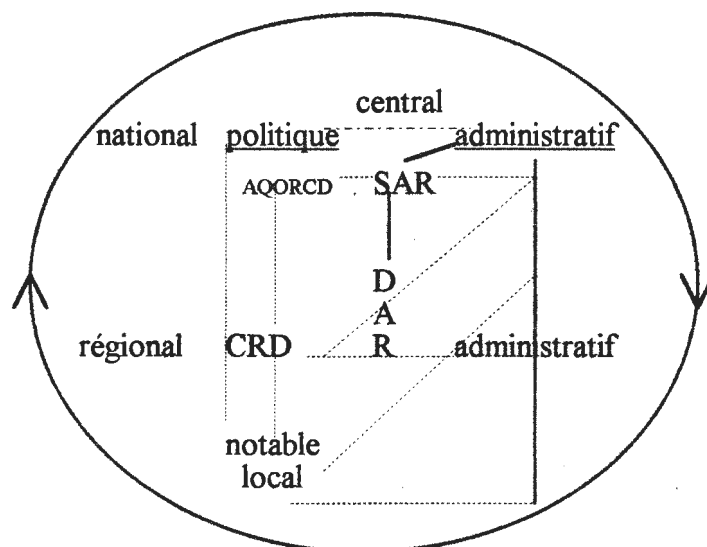 central
national politique administratif
AQORCD SAR
D
A
régional CRD R administratif
notable
local